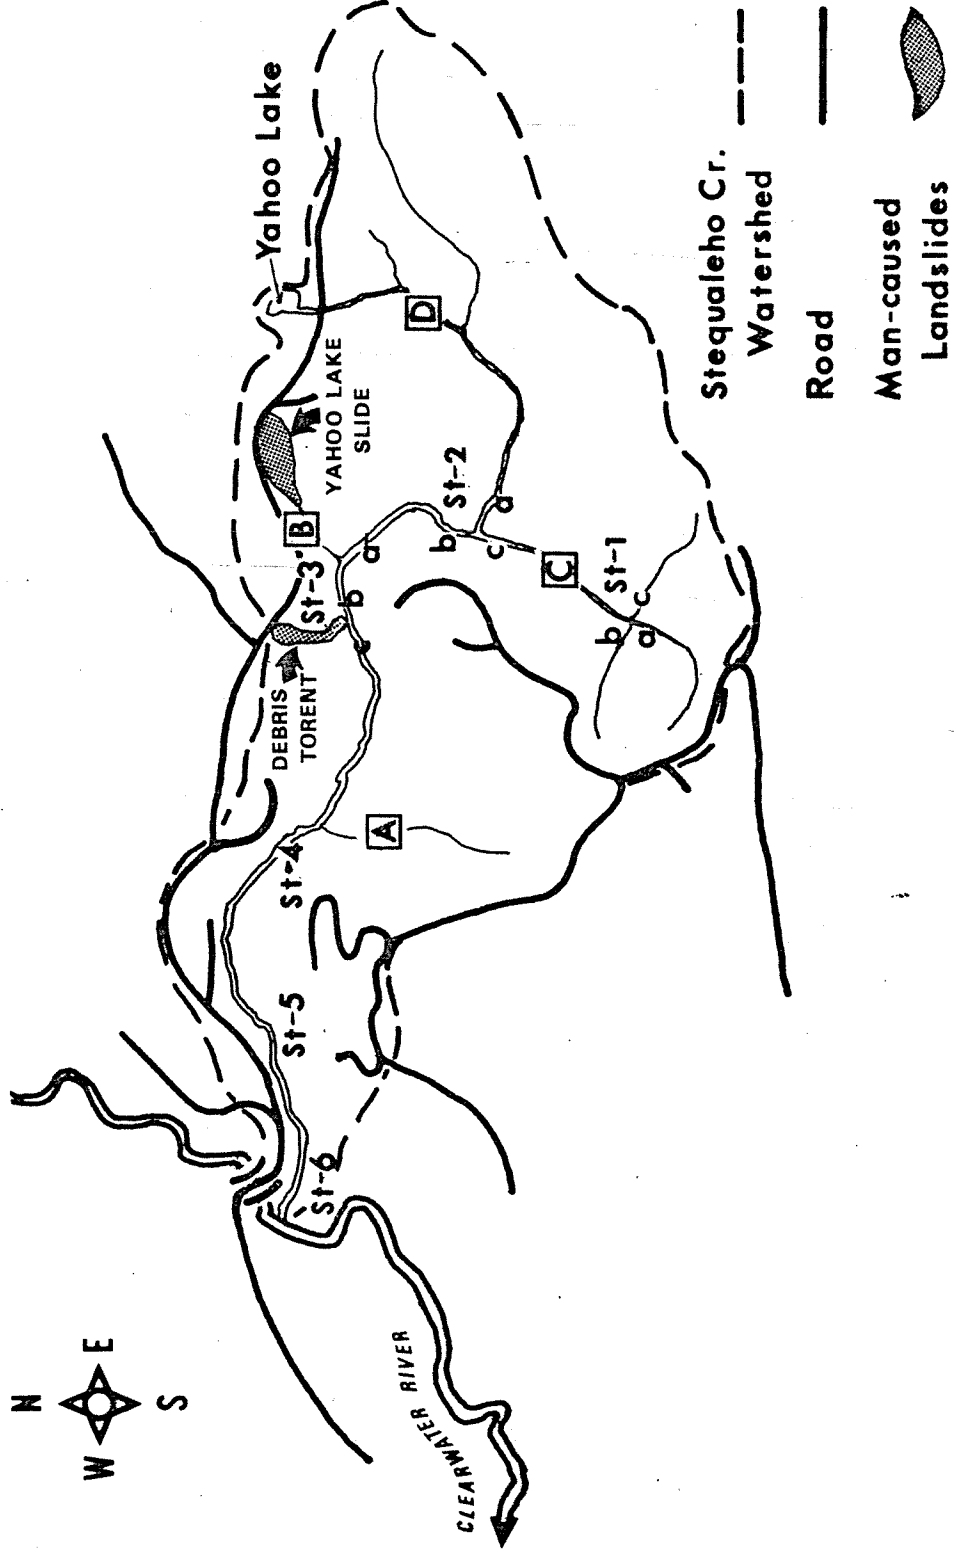 N
W E
S
Yahoo Lake
YAHOO LAKE
SLIDE
B
D
St-3
a
b
St-2
b
a
c
DEBRIS
TORENT
C
St-1
b
c
a
A
St-4
St-5
St-6
CLEARWATER RIVER
Stequaleho Cr.
Watershed
Road
Man-caused
Landslides